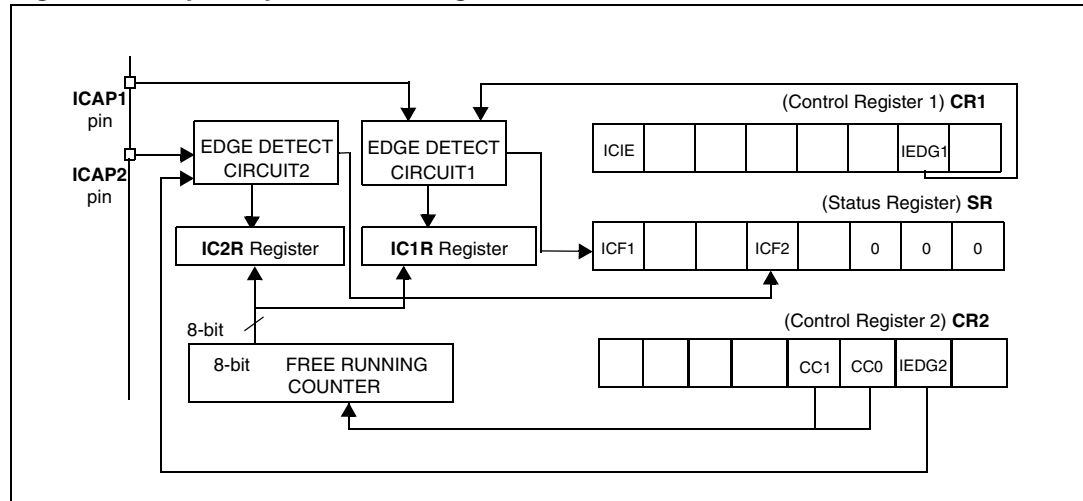 ICAP1
pin
ICAP2
pin
EDGE DETECT
CIRCUIT2
EDGE DETECT
CIRCUIT1
IC2R Register
IC1R Register
8-bit
8-bit FREE RUNNING
COUNTER
(Control Register 1) CR1
ICIE IEDG1
(Status Register) SR
ICF1 ICF2 0 0 0
(Control Register 2) CR2
CC1 CC0 IEDG2